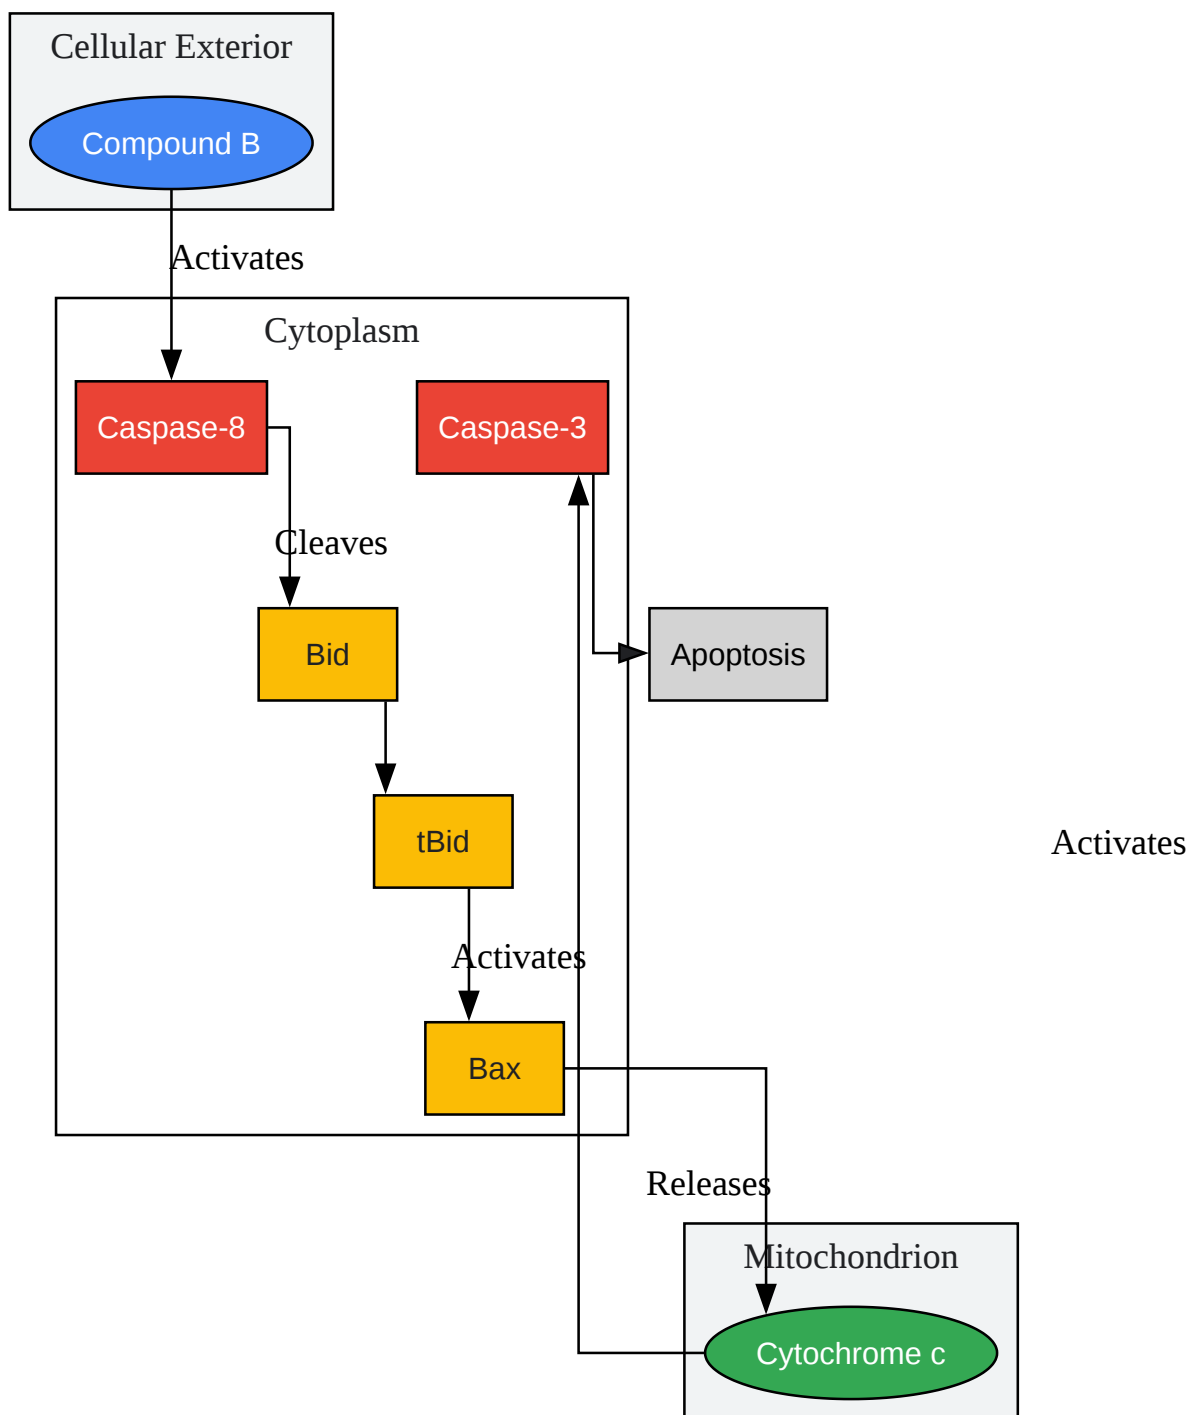 Cellular Exterior
Compound B
Activates
Cytoplasm
Caspase-8
Caspase-3
Cleaves
Bid
Apoptosis
tBid
Activates
Activates
Bax
Releases
Mitochondrion
Cytochrome c